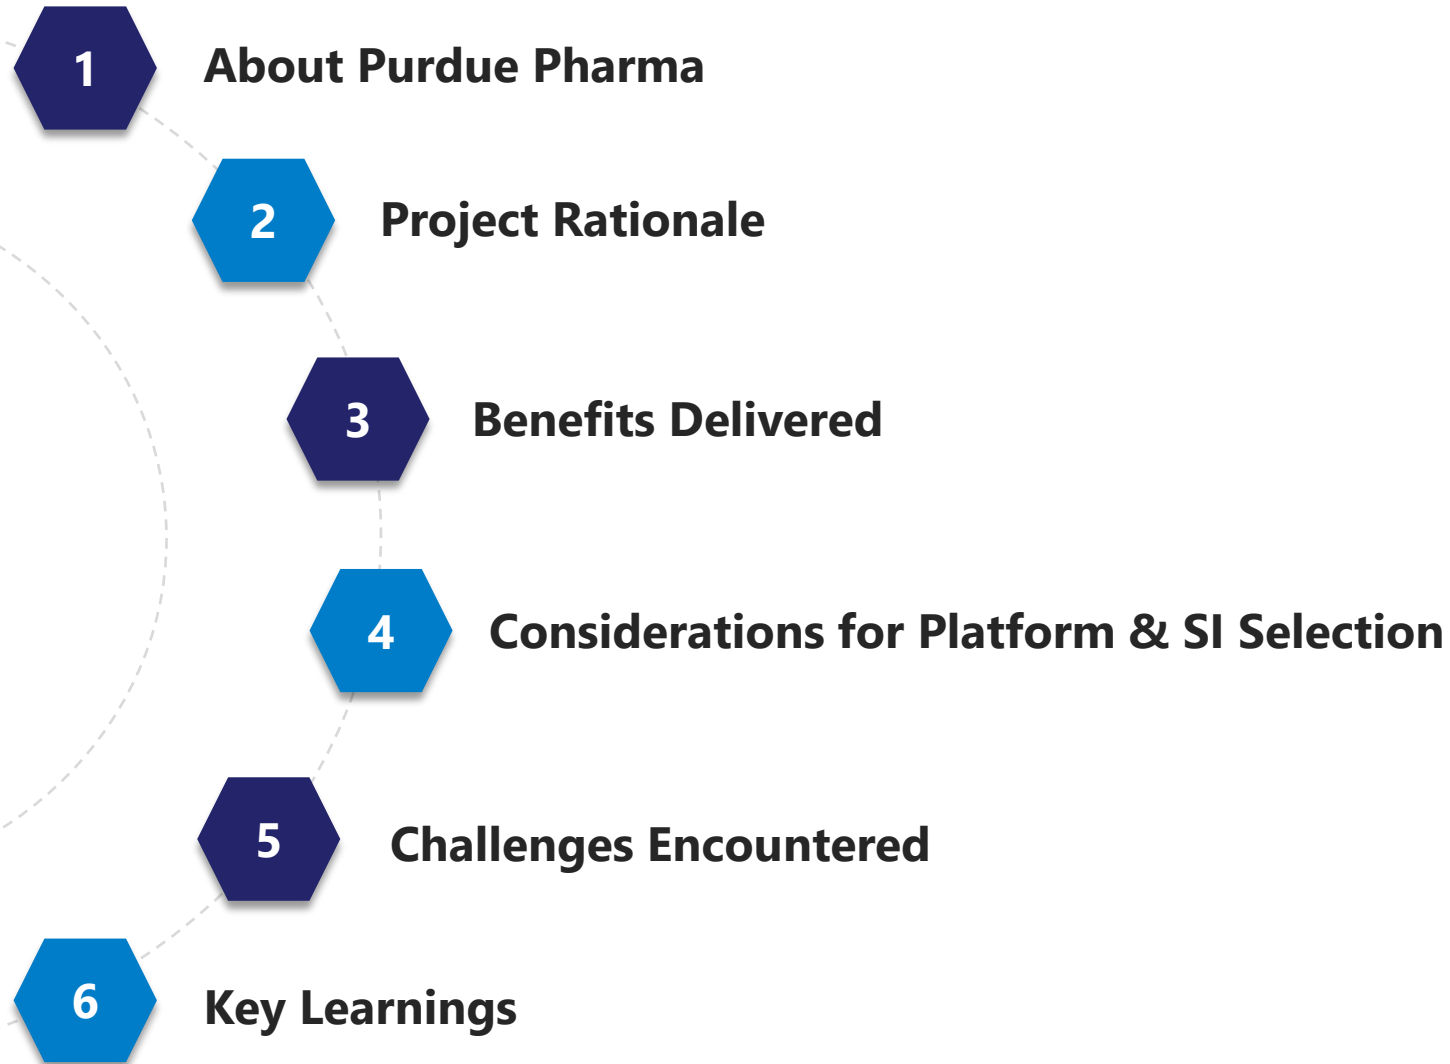 1 About Purdue Pharma
2 Project Rationale
3 Benefits Delivered
4 Considerations for Platform & SI Selection
5 Challenges Encountered
6 Key Learnings